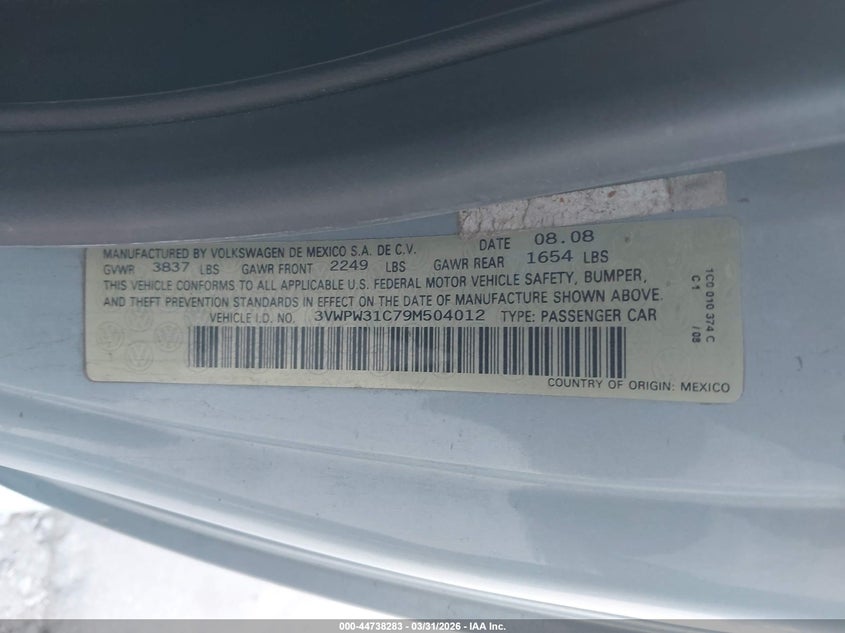 MANUFACTURED BY VOLKSWAGEN DE MEXICO S.A. DE C.V. DATE 08.08
GVWR 3837 LBS GAWR FRONT 2249 LBS GAWR REAR 1654 LBS
THIS VEHICLE CONFORMS TO ALL APPLICABLE U.S. FEDERAL MOTOR VEHICLE SAFETY, BUMPER,
AND THEFT PREVENTION STANDARDS IN EFFECT ON THE DATE OF MANUFACTURE SHOWN ABOVE.
VEHICLE I.D. NO. 3VWPW31C79M504012 TYPE: PASSENGER CAR
COUNTRY OF ORIGIN: MEXICO
1C0 010 374 C
C1 /08
000-44738283 - 03/31/2026 - IAA Inc.